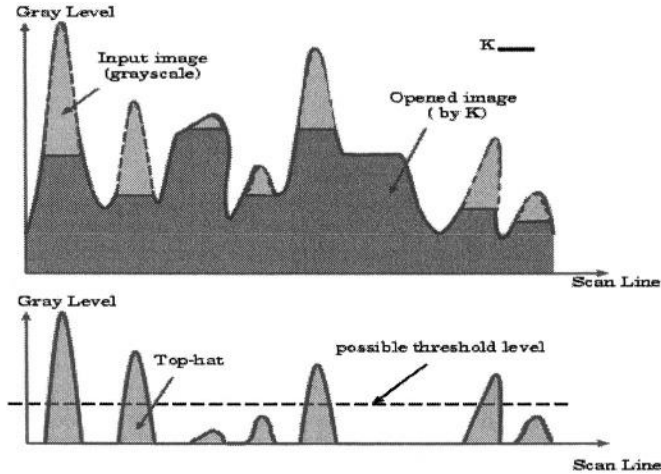 Gray Level
Input image
(grayscale)
K
Opened image
( by K)
Scan Line
Gray Level
Top-hat
possible threshold level
Scan Line